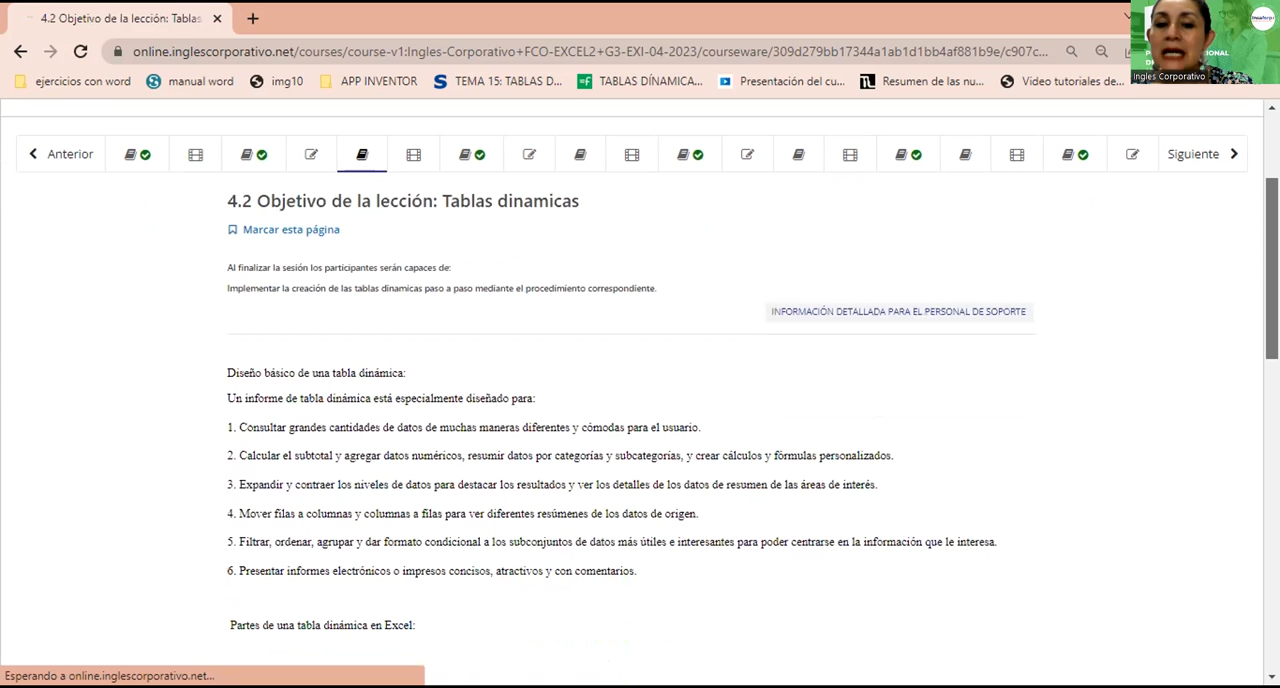 4.2 Objetivo de la lección: Tablas
online.inglescorporativo.net/courses/course-v1:Ingles-Corporativo+FCO-EXCEL2+G3-EXI-04-2023/courseware/309d279bb17344a1ab1d1bb4af881b9e/c907c...
ejercicios con word
manual word
img10
APP INVENTOR
TEMA 15: TABLAS D...
TABLAS DÍNAMICA...
Presentación del cu...
Resumen de las nu...
Video tutoriales de...
Ingles Corporativo
Anterior
Siguiente
4.2 Objetivo de la lección: Tablas dinamicas
Marcar esta página
Al finalizar la sesión los participantes serán capaces de:
Implementar la creación de las tablas dinamicas paso a paso mediante el procedimiento correspondiente.
INFORMACIÓN DETALLADA PARA EL PERSONAL DE SOPORTE
Diseño básico de una tabla dinámica:
Un informe de tabla dinámica está especialmente diseñado para:
1. Consultar grandes cantidades de datos de muchas maneras diferentes y cómodas para el usuario.
2. Calcular el subtotal y agregar datos numéricos, resumir datos por categorías y subcategorías, y crear cálculos y fórmulas personalizados.
3. Expandir y contraer los niveles de datos para destacar los resultados y ver los detalles de los datos de resumen de las áreas de interés.
4. Mover filas a columnas y columnas a filas para ver diferentes resúmenes de los datos de origen.
5. Filtrar, ordenar, agrupar y dar formato condicional a los subconjuntos de datos más útiles e interesantes para poder centrarse en la información que le interesa.
6. Presentar informes electrónicos o impresos concisos, atractivos y con comentarios.
Partes de una tabla dinámica en Excel:
Esperando a online.inglescorporativo.net...